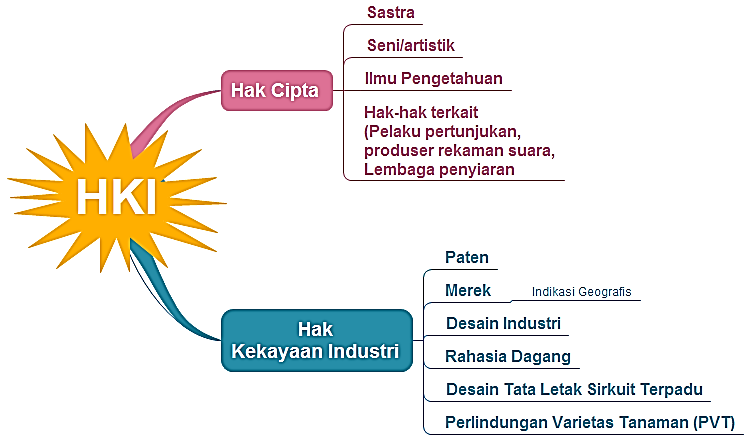 HKI
Hak Cipta
Sastra
Seni/artistik
Ilmu Pengetahuan
Hak-hak terkait
(Pelaku pertunjukan,
produser rekaman suara,
Lembaga penyiaran
Hak
Kekayaan Industri
Paten
Merek
Indikasi Geografis
Desain Industri
Rahasia Dagang
Desain Tata Letak Sirkuit Terpadu
Perlindungan Varietas Tanaman (PVT)